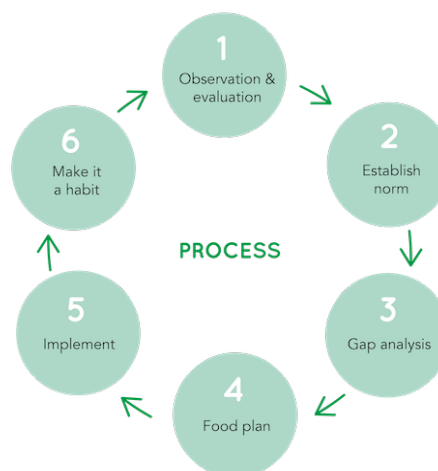 1
Observation &
evaluation
2
Establish
norm
3
Gap analysis
4
Food plan
5
Implement
6
Make it
a habit
PROCESS